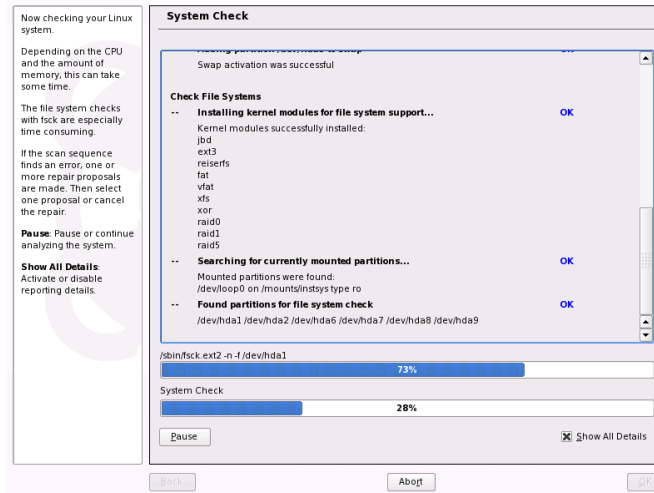 Now checking your Linux
system.
Depending on the CPU
and the amount of
memory, this can take
some time.
The file system checks
with fsck are especially
time consuming.
If the scan sequence
finds an error, one or
more repair proposals
are made. Then select
one proposal or cancel
the repair.
Pause: Pause or continue
analyzing the system.
Show All Details:
Activate or disable
reporting details.
System Check
Swap activation was successful
Check File Systems
-- Installing kernel modules for file system support... OK
Kernel modules successfully installed:
jbd
ext3
reiserfs
fat
vfat
xfs
xor
raid0
raid1
raid5
-- Searching for currently mounted partitions... OK
Mounted partitions were found:
/dev/loop0 on /mounts/instsys type ro
-- Found partitions for file system check OK
/dev/hda1 /dev/hda2 /dev/hda6 /dev/hda7 /dev/hda8 /dev/hda9
/sbin/fsck.ext2 -n -f /dev/hda1
73%
System Check
28%
Pause
Show All Details
Back
Abort
OK